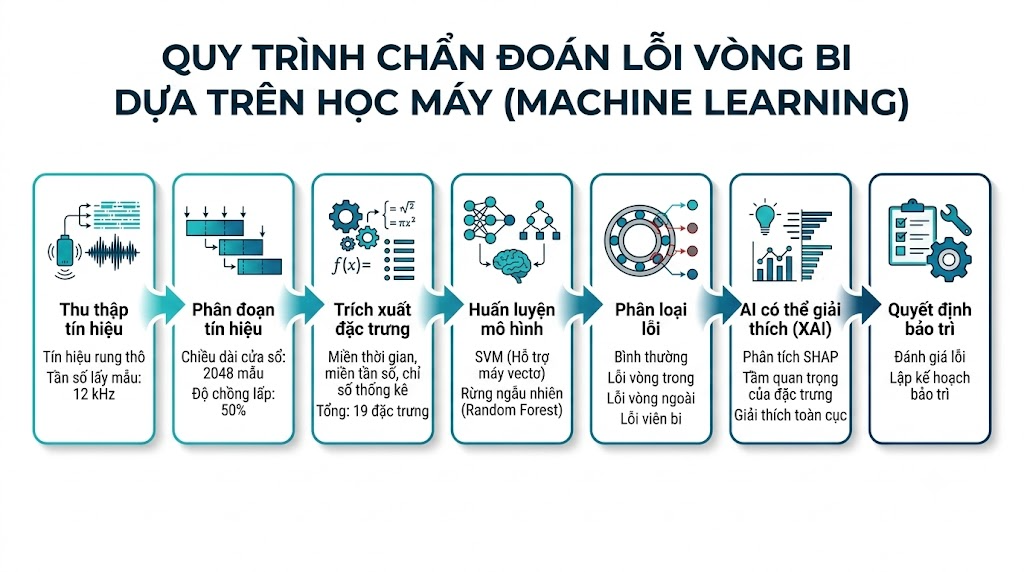 QUY TRÌNH CHẨN ĐOÁN LỖI VÒNG BI
DỰA TRÊN HỌC MÁY (MACHINE LEARNING)
Thu thập
tín hiệu
Tín hiệu rung thô
Tần số lấy mẫu:
12 kHz
Phân đoạn
tín hiệu
Chiều dài cửa sổ:
2048 mẫu
Độ chồng lấp:
50%
= √2
= πx²
f(x)=
Trích xuất
đặc trưng
Miền thời gian,
miền tần số, chỉ
số thống kê
Tổng: 19 đặc trưng
Huấn luyện
mô hình
SVM (Hỗ trợ
máy vectơ)
Rừng ngẫu nhiên
(Random Forest)
Phân loại
lỗi
Bình thường
Lỗi vòng trong
Lỗi vòng ngoài
Lỗi viên bi
AI có thể giải
thích (XAI)
Phân tích SHAP
Tầm quan trọng
của đặc trưng
Giải thích toàn cục
Quyết định
bảo trì
Đánh giá lỗi
Lập kế hoạch
bảo trì